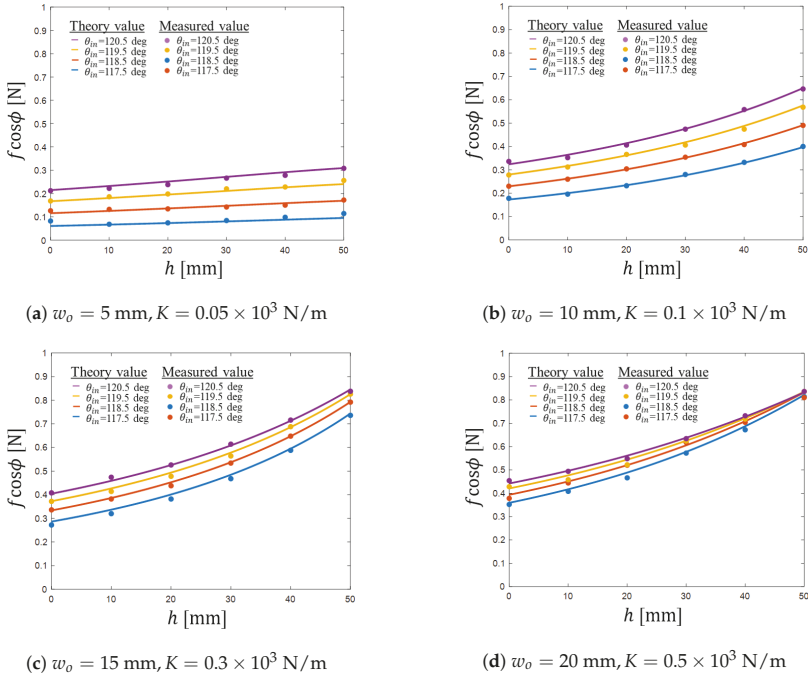 Theory value Measured value
θin=120.5 deg θin=120.5 deg
θin=119.5 deg θin=119.5 deg
θin=118.5 deg θin=118.5 deg
θin=117.5 deg θin=117.5 deg
1
0.9
0.8
0.7
0.6
0.5
0.4
0.3
0.2
0.1
0
f cosϕ [N]
0 10 20 30 40 50
h [mm]
(a) wo = 5 mm, K = 0.05 × 10³ N/m
Theory value Measured value
θin=120.5 deg θin=120.5 deg
θin=119.5 deg θin=119.5 deg
θin=118.5 deg θin=118.5 deg
θin=117.5 deg θin=117.5 deg
1
0.9
0.8
0.7
0.6
0.5
0.4
0.3
0.2
0.1
0
f cosϕ [N]
0 10 20 30 40 50
h [mm]
(b) wo = 10 mm, K = 0.1 × 10³ N/m
Theory value Measured value
θin=120.5 deg θin=120.5 deg
θin=119.5 deg θin=119.5 deg
θin=118.5 deg θin=118.5 deg
θin=117.5 deg θin=117.5 deg
1
0.9
0.8
0.7
0.6
0.5
0.4
0.3
0.2
0.1
0
f cosϕ [N]
0 10 20 30 40 50
h [mm]
(c) wo = 15 mm, K = 0.3 × 10³ N/m
Theory value Measured value
θin=120.5 deg θin=120.5 deg
θin=119.5 deg θin=119.5 deg
θin=118.5 deg θin=118.5 deg
θin=117.5 deg θin=117.5 deg
1
0.9
0.8
0.7
0.6
0.5
0.4
0.3
0.2
0.1
0
f cosϕ [N]
0 10 20 30 40 50
h [mm]
(d) wo = 20 mm, K = 0.5 × 10³ N/m